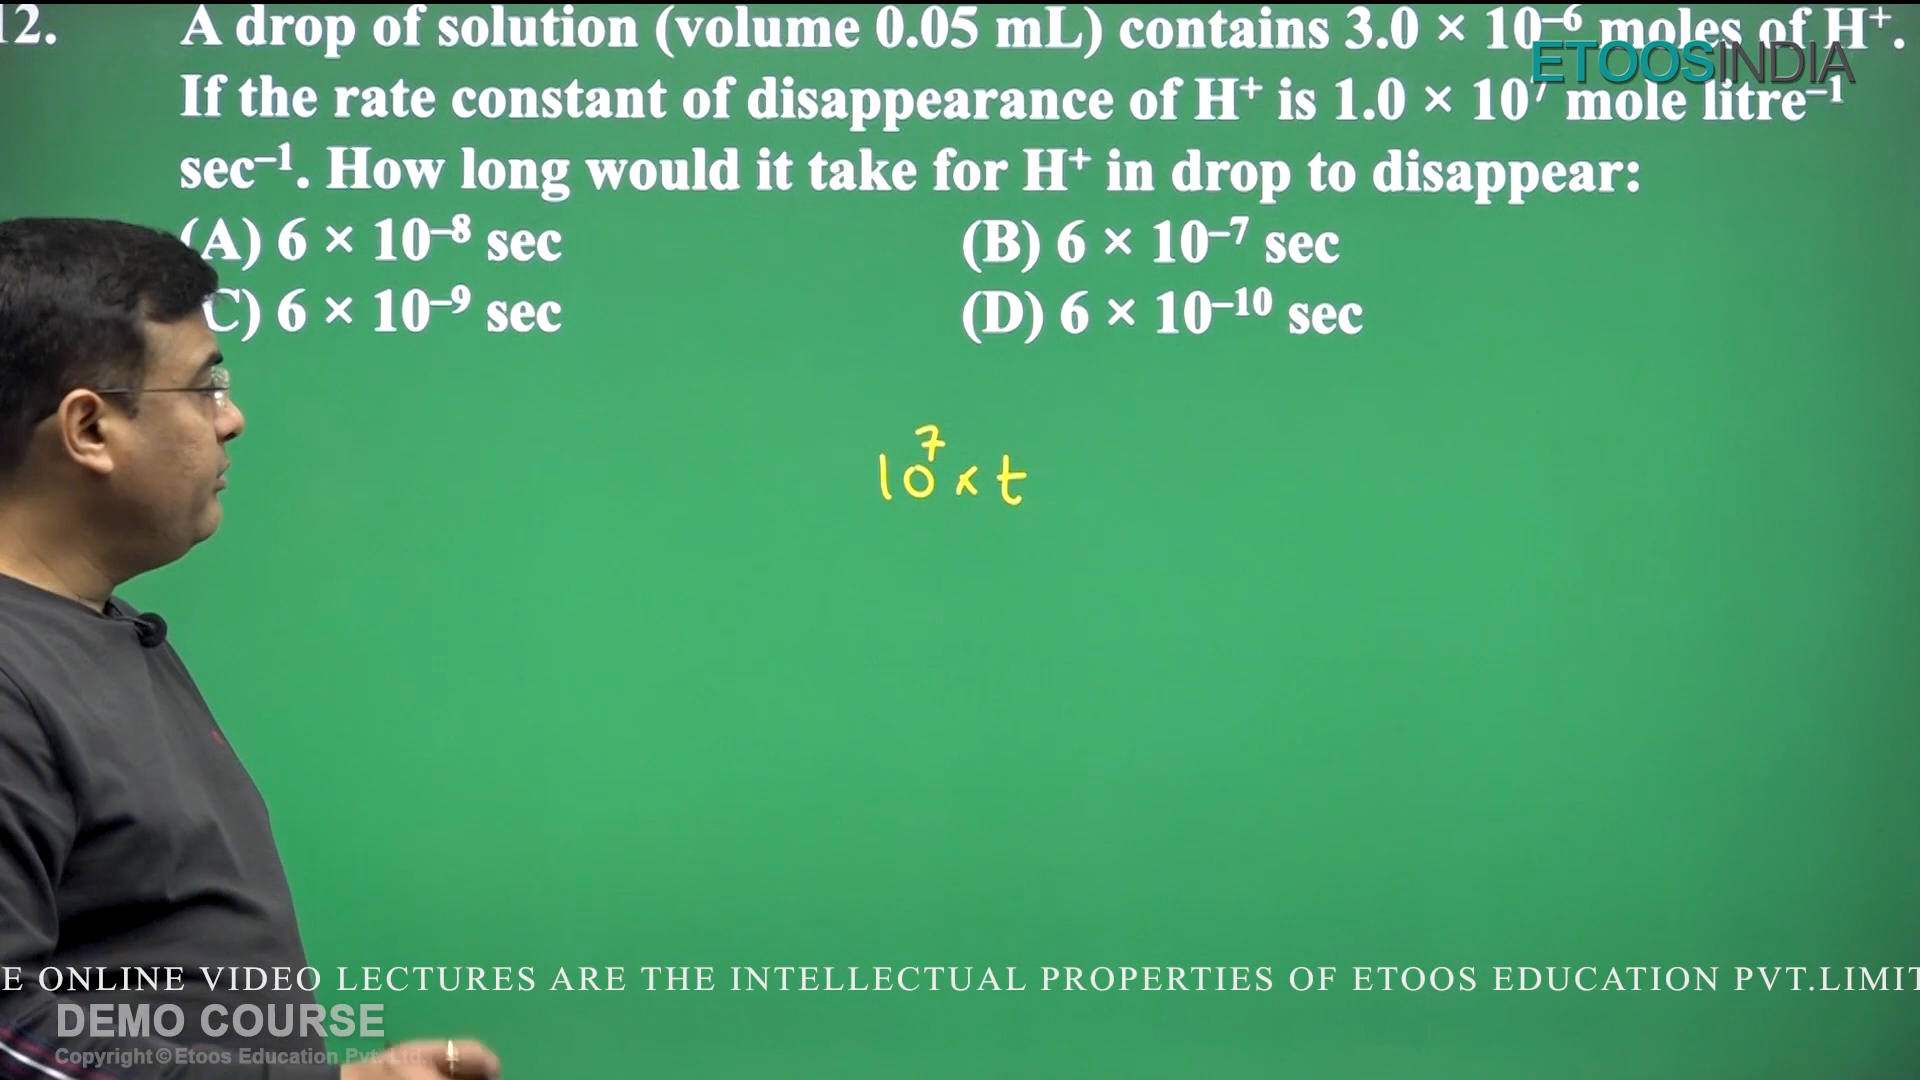 12. A drop of solution (volume 0.05 mL) contains 3.0 × 10⁻⁶ moles of H⁺.
ETOOSINDIA
If the rate constant of disappearance of H⁺ is 1.0 × 10⁷ mole litre⁻¹
sec⁻¹. How long would it take for H⁺ in drop to disappear:
(A) 6 × 10⁻⁸ sec (B) 6 × 10⁻⁷ sec
C) 6 × 10⁻⁹ sec (D) 6 × 10⁻¹⁰ sec
10⁷ × t
E ONLINE VIDEO LECTURES ARE THE INTELLECTUAL PROPERTIES OF ETOOS EDUCATION PVT.LIMIT
DEMO COURSE
Copyright © Etoos Education Pvt. Ltd.